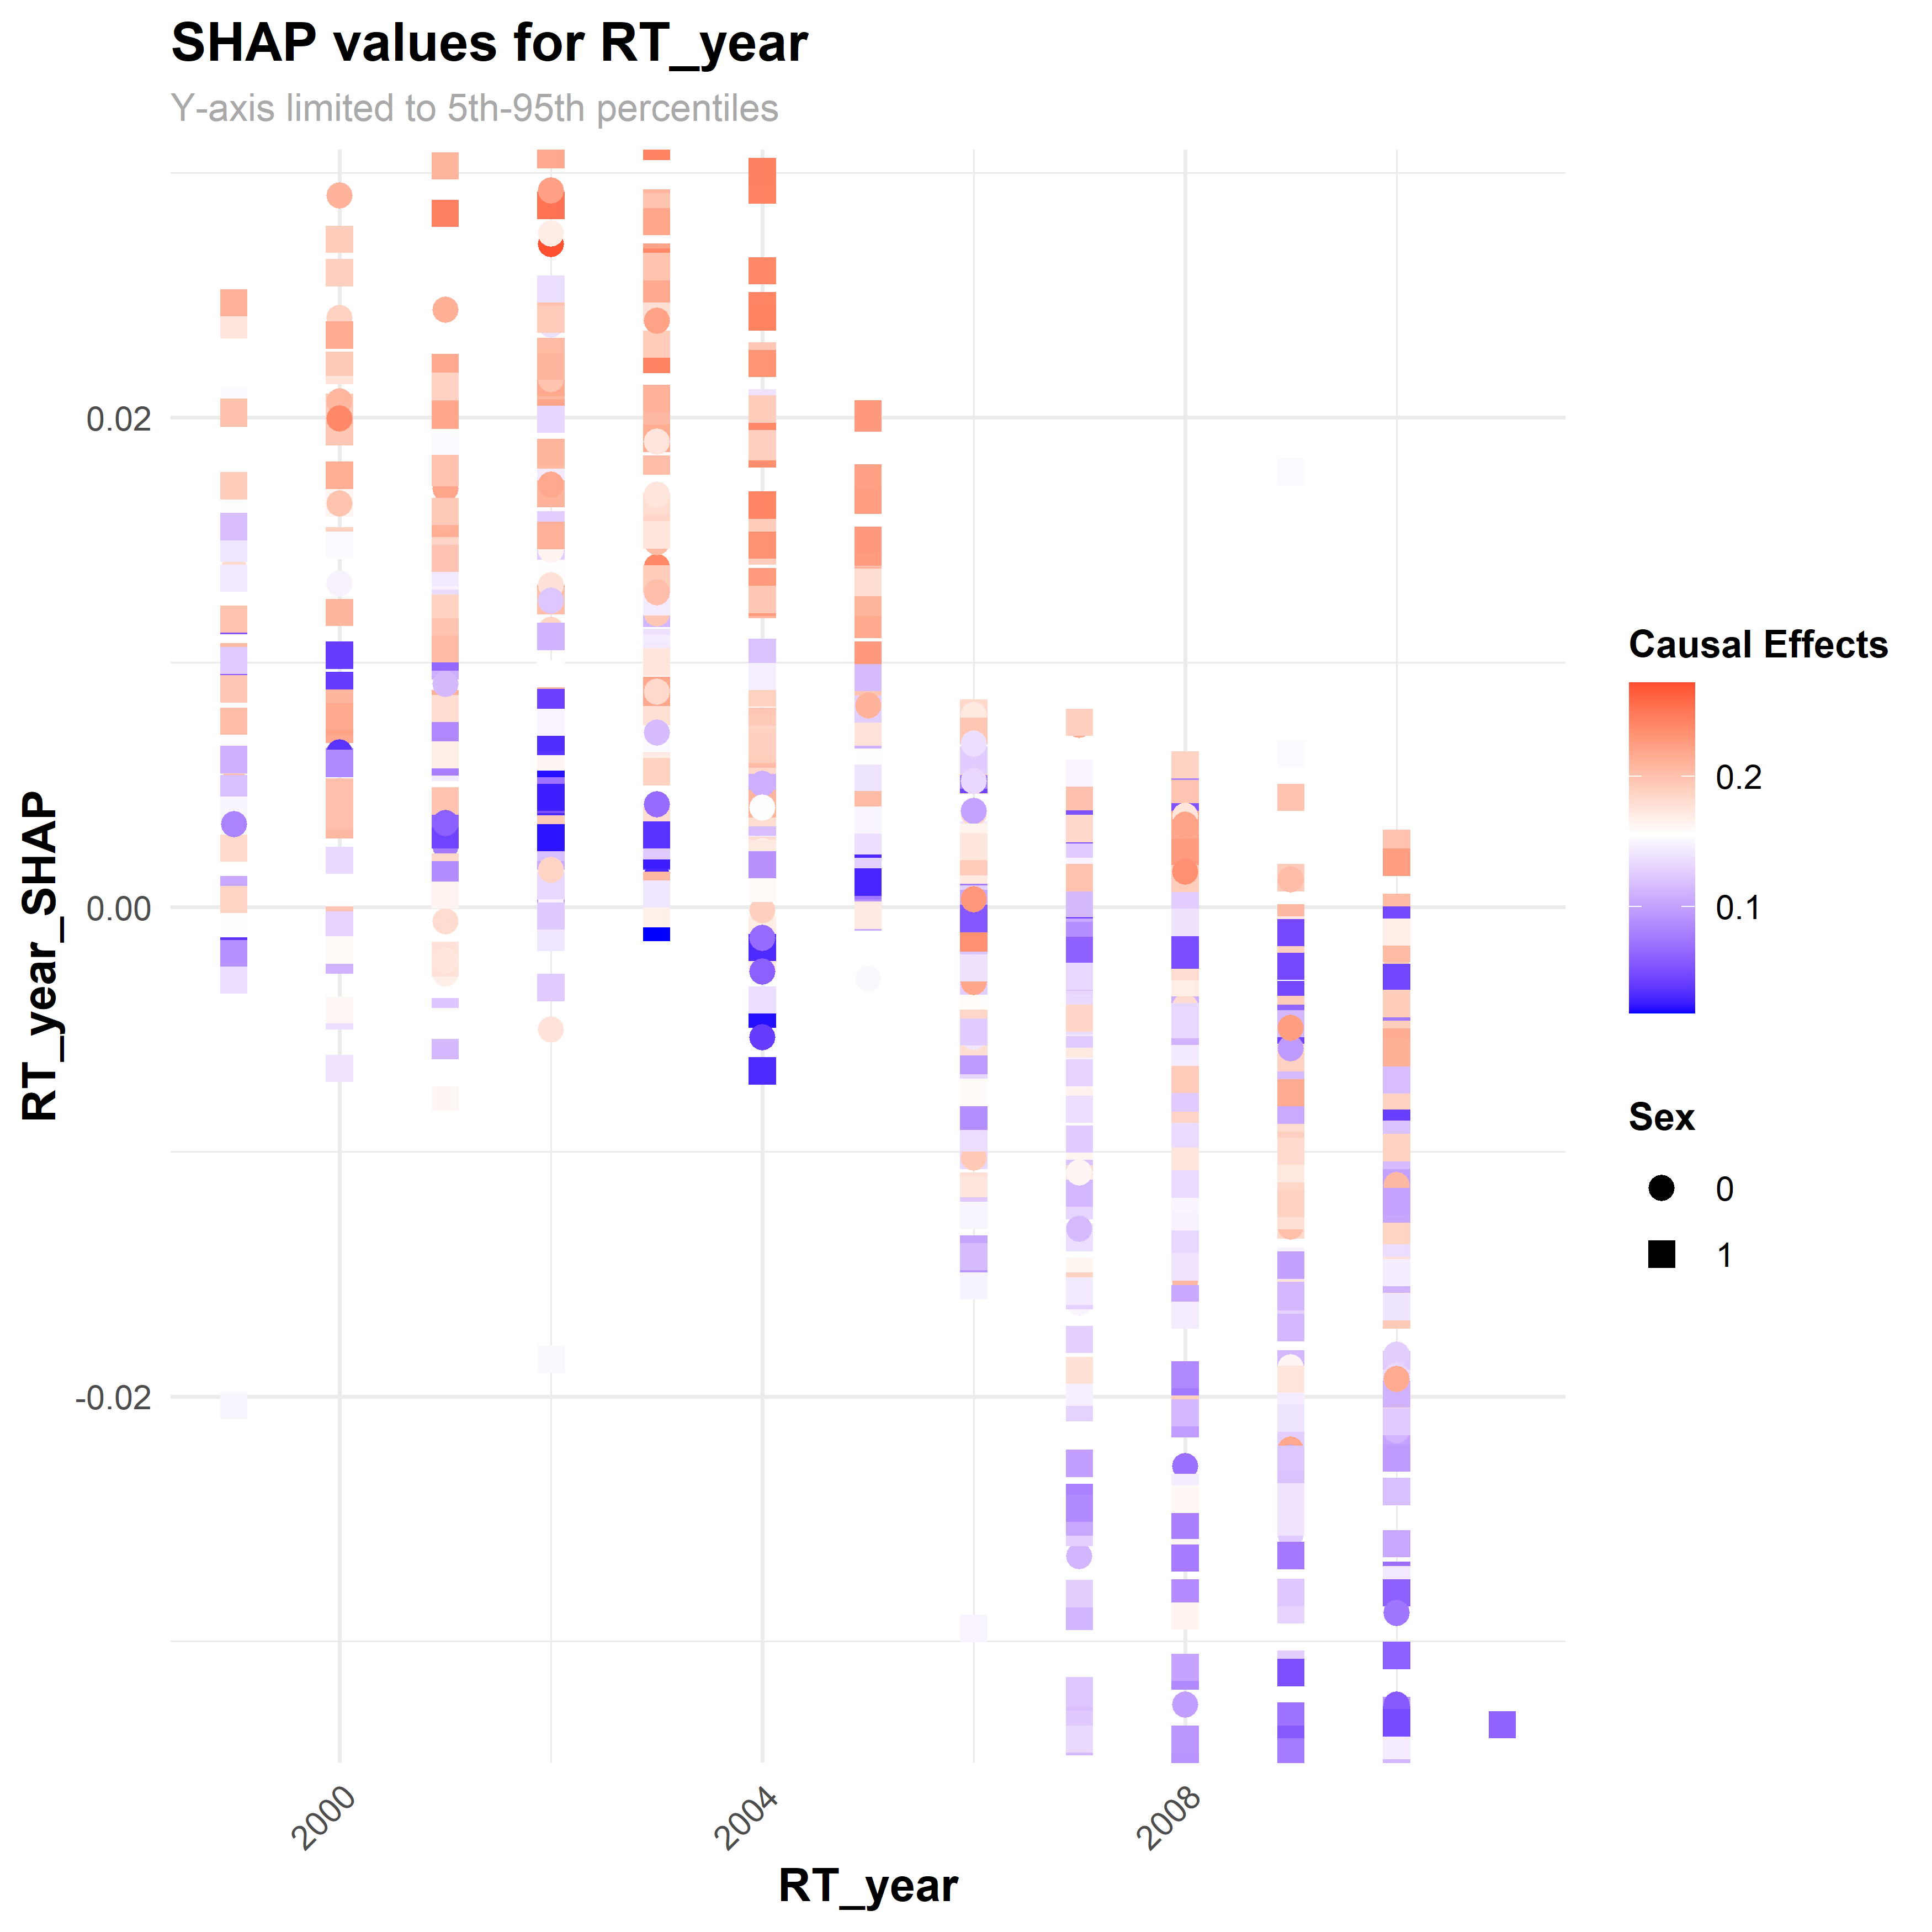 SHAP values for RT_year
Y-axis limited to 5th-95th percentiles
RT_year_SHAP
0.02
0.00
-0.02
2000
2004
2008
RT_year
Causal Effects
0.2
0.1
Sex
0
1